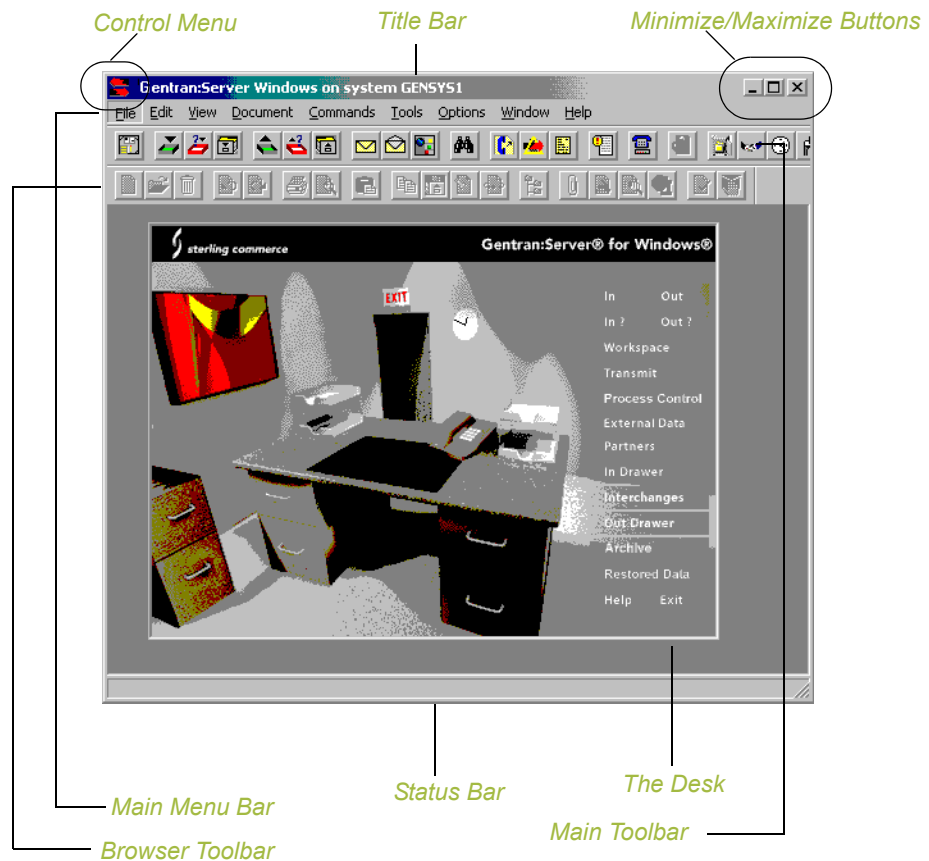 Control Menu
Title Bar
Minimize/Maximize Buttons
Gentran:Server Windows on system GENSYS1
File Edit View Document Commands Tools Options Window Help
sterling commerce
Gentran:Server® for Windows®
EXIT
In Out
In ? Out ?
Workspace
Transmit
Process Control
External Data
Partners
In Drawer
Interchanges
Out Drawer
Archive
Restored Data
Help Exit
Status Bar
The Desk
Main Menu Bar
Main Toolbar
Browser Toolbar